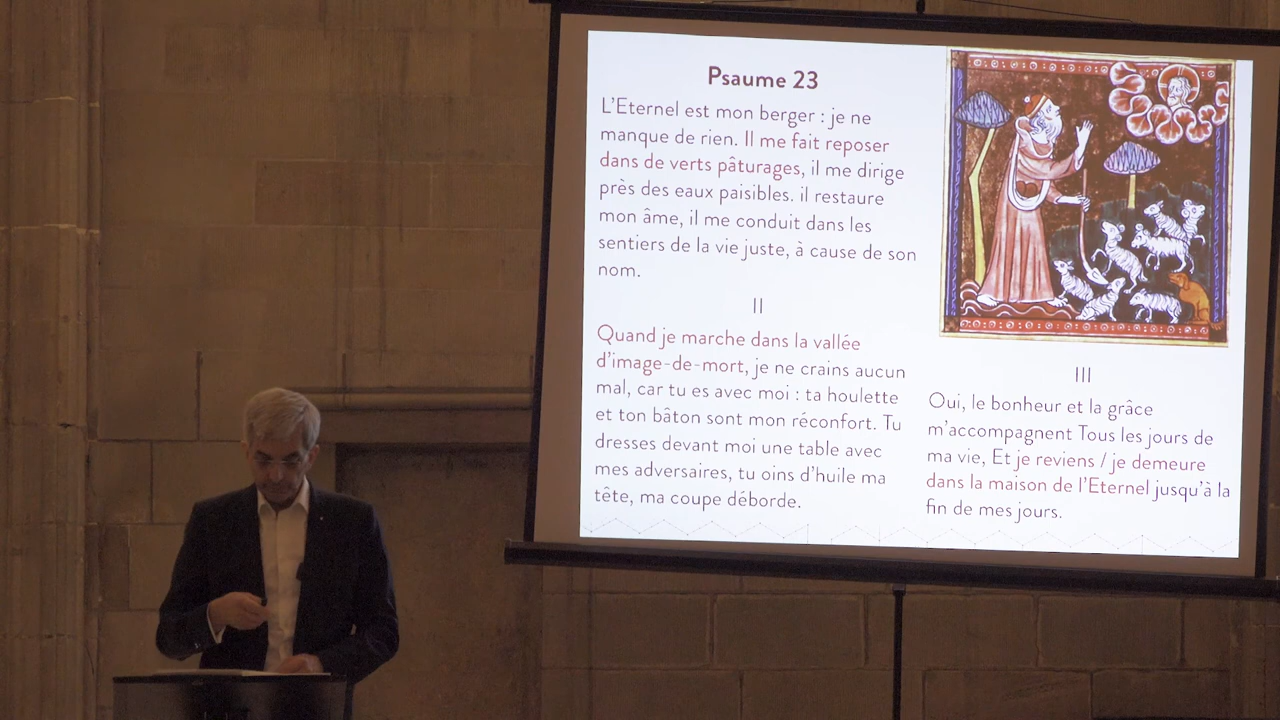 Psaume 23
L'Eternel est mon berger : je ne
manque de rien. Il me fait reposer
dans de verts pâturages, il me dirige
près des eaux paisibles. il restaure
mon âme, il me conduit dans les
sentiers de la vie juste, à cause de son
nom.
II
Quand je marche dans la vallée
d'image-de-mort, je ne crains aucun
mal, car tu es avec moi : ta houlette
et ton bâton sont mon réconfort. Tu
dresses devant moi une table avec
mes adversaires, tu oins d'huile ma
tête, ma coupe déborde.
III
Oui, le bonheur et la grâce
m'accompagnent Tous les jours de
ma vie, Et je reviens / je demeure
dans la maison de l'Eternel jusqu'à la
fin de mes jours.